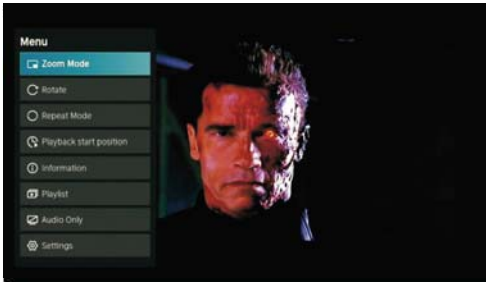 Menu
Zoom Mode
Rotate
Repeat Mode
Playback start position
Information
Playlist
Audio Only
Settings